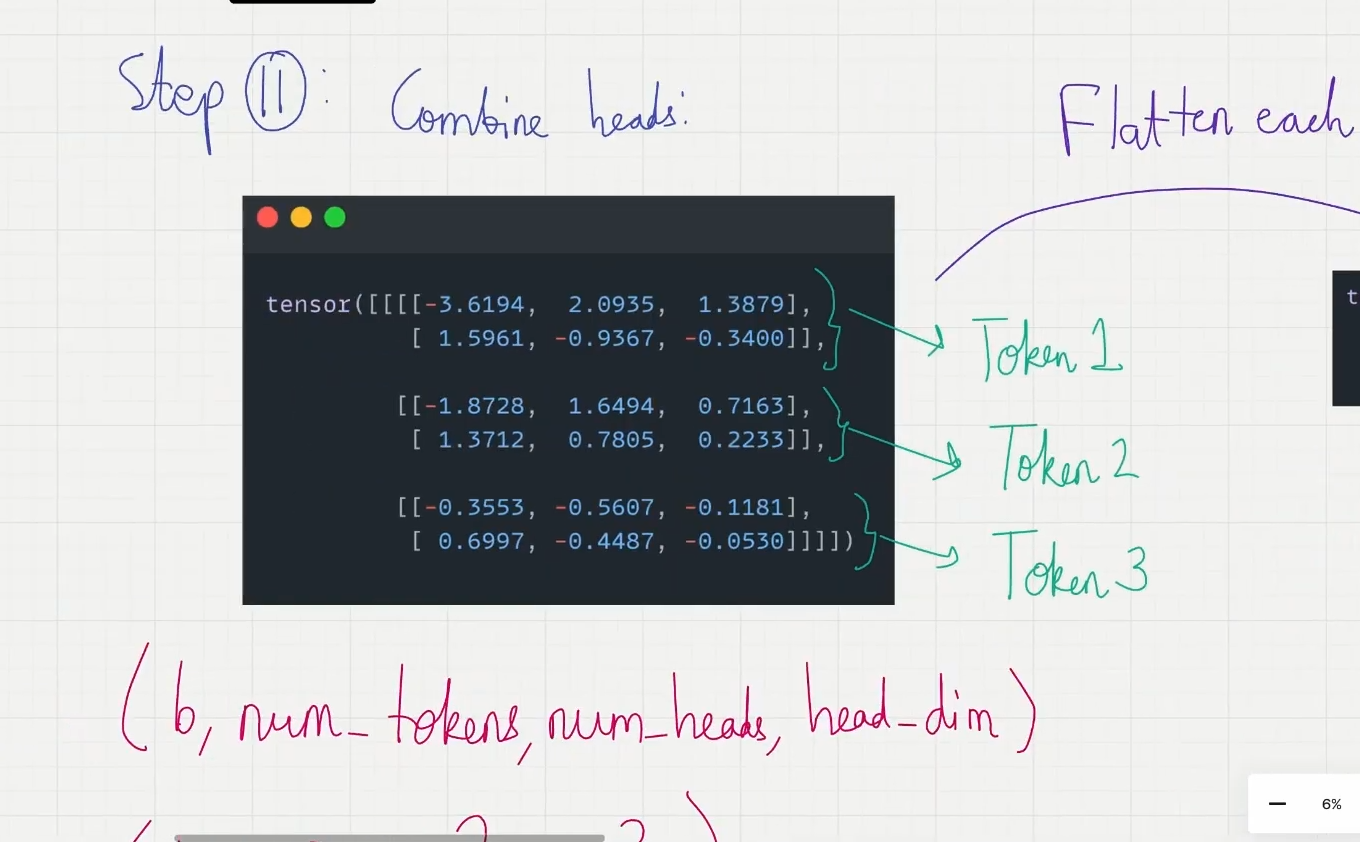 Step 11: Combine heads:
Flatten each
tensor([[[[-3.6194, 2.0935, 1.3879],
[ 1.5961, -0.9367, -0.3400]],
Token 1
[[-1.8728, 1.6494, 0.7163],
[ 1.3712, 0.7805, 0.2233]],
Token 2
[[-0.3553, -0.5607, -0.1181],
[ 0.6997, -0.4487, -0.0530]]]])
Token 3
t
(b, num_tokens, num_heads, head_dim)
6%